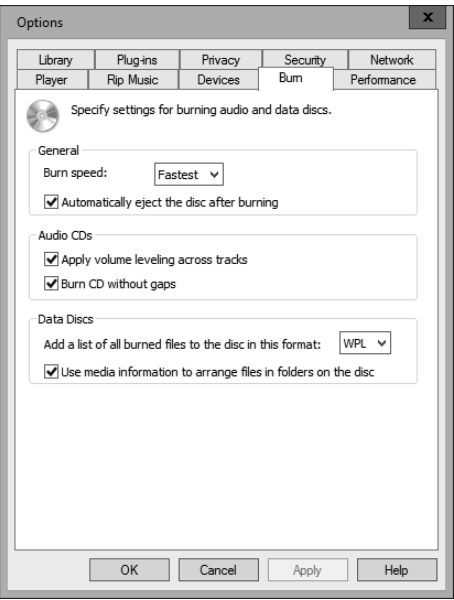 Options x
Library Plug-ins Privacy Security Network
Player Rip Music Devices Burn Performance
Specify settings for burning audio and data discs.
General
Burn speed: Fastest
Automatically eject the disc after burning
Audio CDs
Apply volume leveling across tracks
Burn CD without gaps
Data Discs
Add a list of all burned files to the disc in this format: WPL
Use media information to arrange files in folders on the disc
OK Cancel Apply Help